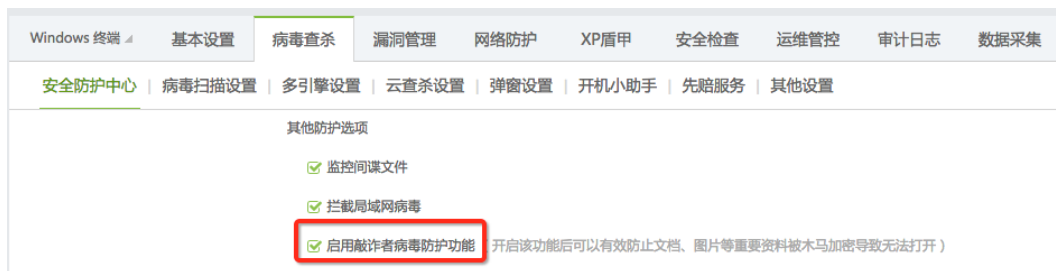 Windows 终端 基本设置 病毒查杀 漏洞管理 网络防护 XP盾甲 安全检查 运维管控 审计日志 数据采集
安全防护中心 | 病毒扫描设置 | 多引擎设置 | 云查杀设置 | 弹窗设置 | 开机小助手 | 先赔服务 | 其他设置
其他防护选项
监控间谍文件
拦截局域网病毒
启用敲诈者病毒防护功能 （开启该功能后可以有效防止文档、图片等重要资料被木马加密导致无法打开）